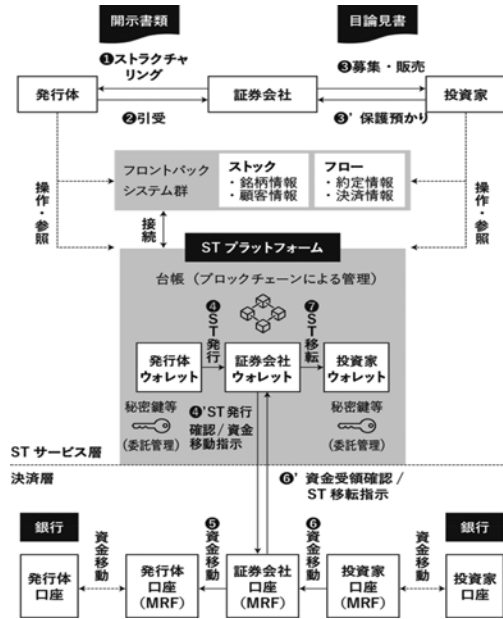 開示書類
目論見書
❶ストラクチャ
リング
❸募集・販売
発行体
証券会社
投資家
❷引受
❸' 保護預かり
フロントバック
システム群
ストック
・銘柄情報
・顧客情報
フロー
・約定情報
・決済情報
操作・参照
接続
操作・参照
STプラットフォーム
台帳（ブロックチェーンによる管理）
❹ST発行
❼ST移転
発行体
ウォレット
証券会社
ウォレット
投資家
ウォレット
秘密鍵等
（委託管理）
❹'ST発行
確認/資金
移動指示
秘密鍵等
（委託管理）
STサービス層
決済層
❻' 資金受領確認/
ST移転指示
銀行
資金移動
❺資金移動
❻資金移動
資金移動
銀行
発行体
口座
発行体
口座
（MRF）
証券会社
口座
（MRF）
投資家
口座
（MRF）
投資家
口座